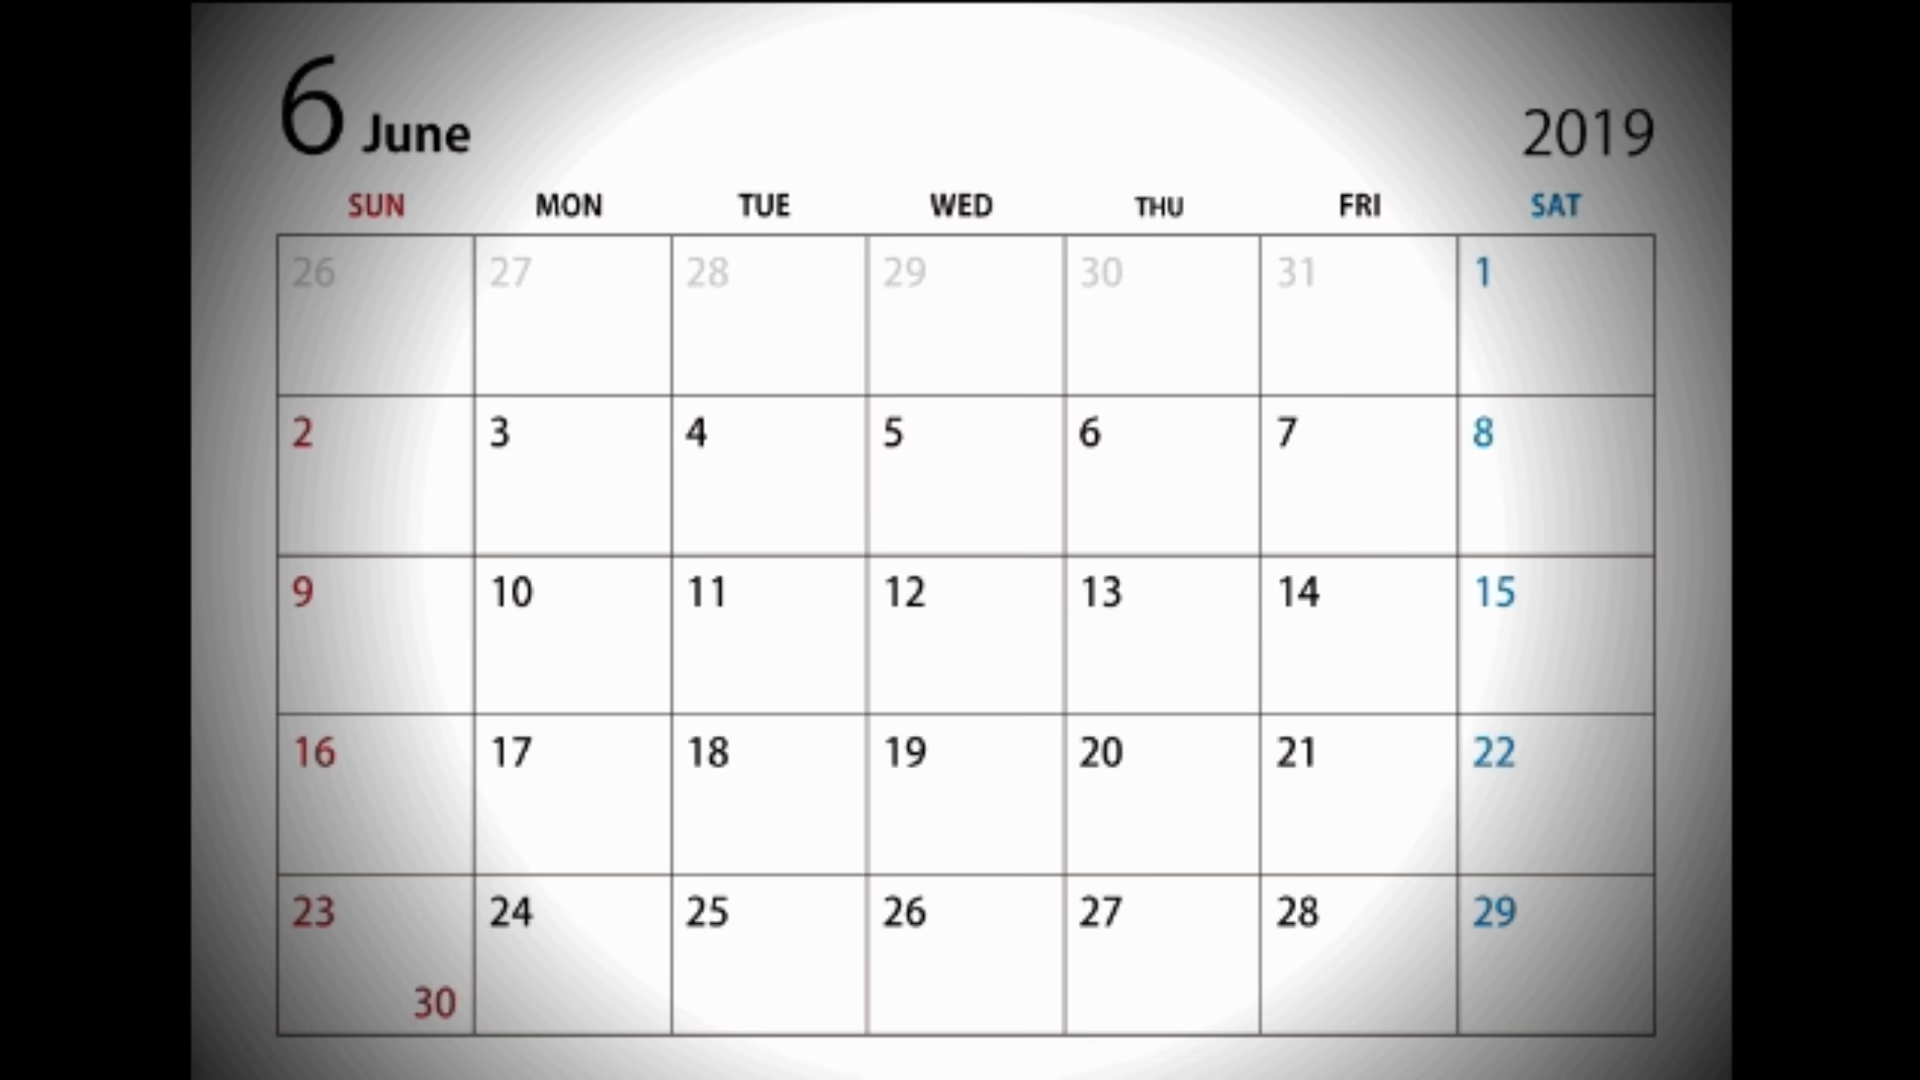 6 June 2019
SUN MON TUE WED THU FRI SAT
26 27 28 29 30 31 1
2 3 4 5 6 7 8
9 10 11 12 13 14 15
16 17 18 19 20 21 22
23 24 25 26 27 28 29
30